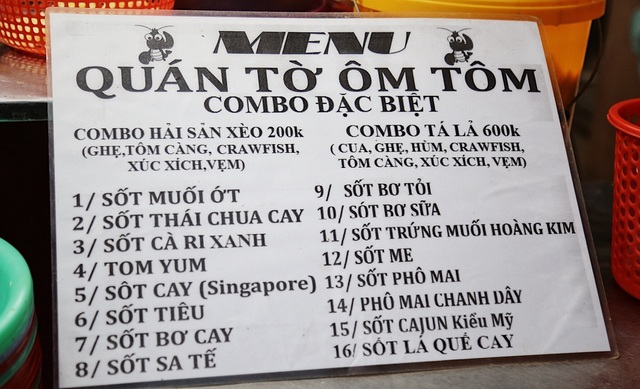 MENU
QUÁN TỜ ÔM TÔM
COMBO ĐẶC BIỆT
COMBO HẢI SẢN XÈO 200k
(GHẸ,TÔM CÀNG, CRAWFISH,
XÚC XÍCH,VẸM)
COMBO TÁ LẢ 600k
( CUA, GHẸ, HÙM, CRAWFISH,
TÔM CÀNG, XÚC XÍCH, VẸM)
1/ SỐT MUỐI ỚT
2/ SỐT THÁI CHUA CAY
3/ SỐT CÀ RI XANH
4/ TOM YUM
5/ SÔT CAY (Singapore)
6/ SỐT TIÊU
7/ SỐT BƠ CAY
8/ SỐT SA TẾ
9/ SỐT BƠ TỎI
10/ SÓT BƠ SỮA
11/ SỐT TRỨNG MUỐI HOÀNG KIM
12/ SỐT ME
13/ SỐT PHÔ MAI
14/ PHÔ MAI CHANH DÂY
15/ SỐT CAJUN Kiểu Mỹ
16/ SỐT LÁ QUẾ CAY